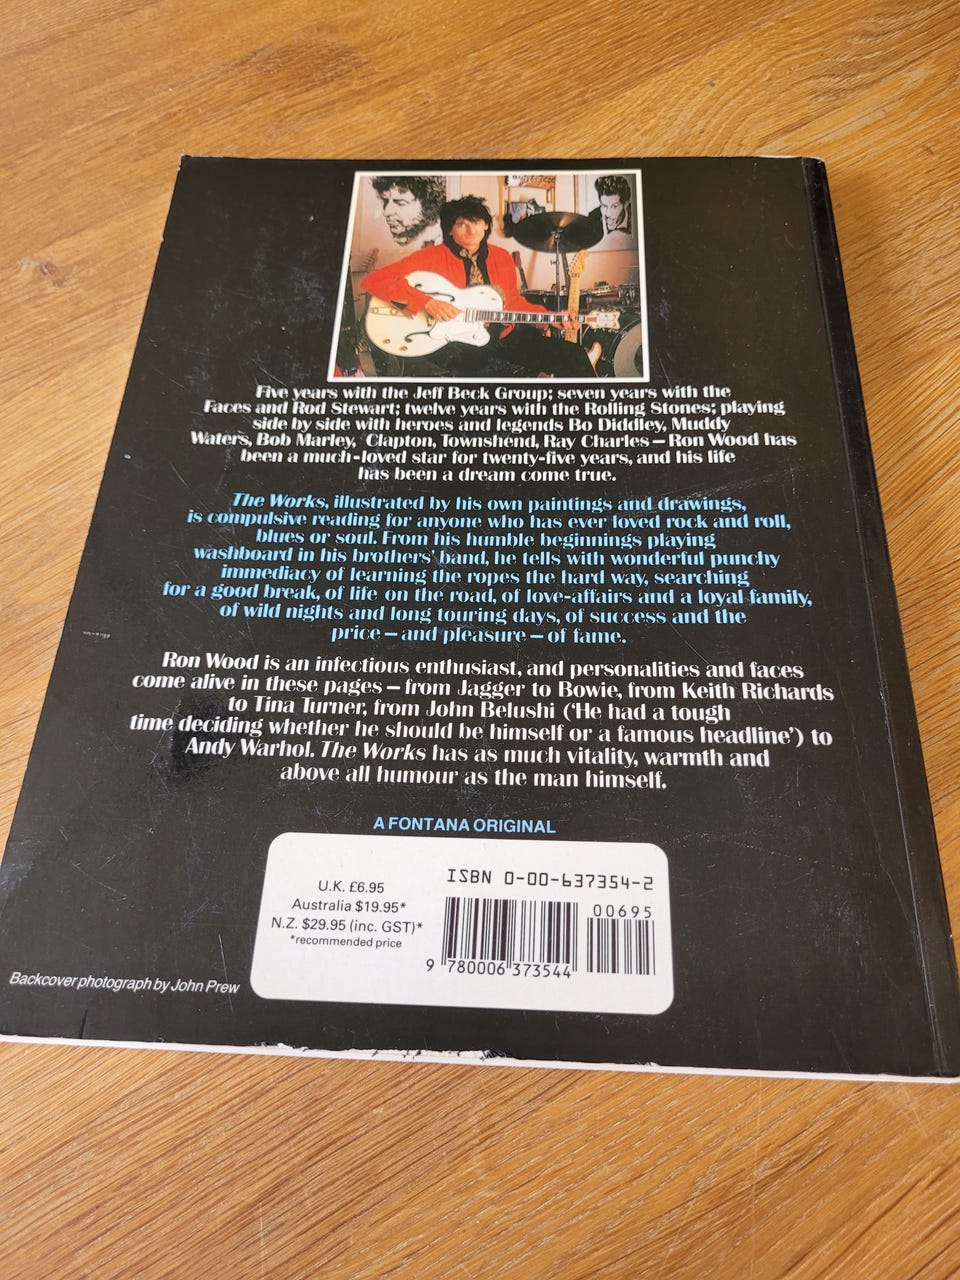 Five years with the Jeff Beck Group; seven years with the
Faces and Rod Stewart; twelve years with the Rolling Stones; playing
side by side with heroes and legends Bo Diddley, Muddy
Waters, Bob Marley, Clapton, Townshend, Ray Charles – Ron Wood has
been a much-loved star for twenty-five years, and his life
has been a dream come true.
The Works, illustrated by his own paintings and drawings,
is compulsive reading for anyone who has ever loved rock and roll,
blues or soul. From his humble beginnings playing
washboard in his brothers' band, he tells with wonderful punchy
immediacy of learning the ropes the hard way, searching
for a good break, of life on the road, of love-affairs and a loyal family,
of wild nights and long touring days, of success and the
price – and pleasure – of fame.
Ron Wood is an infectious enthusiast, and personalities and faces
come alive in these pages – from Jagger to Bowie, from Keith Richards
to Tina Turner, from John Belushi ('He had a tough
time deciding whether he should be himself or a famous headline') to
Andy Warhol. The Works has as much vitality, warmth and
above all humour as the man himself.
A FONTANA ORIGINAL
U.K. £6.95
Australia $19.95*
N.Z. $29.95 (inc. GST)*
*recommended price
ISBN 0-00-637354-2
00695
9 780006 373544
Backcover photograph by John Prew